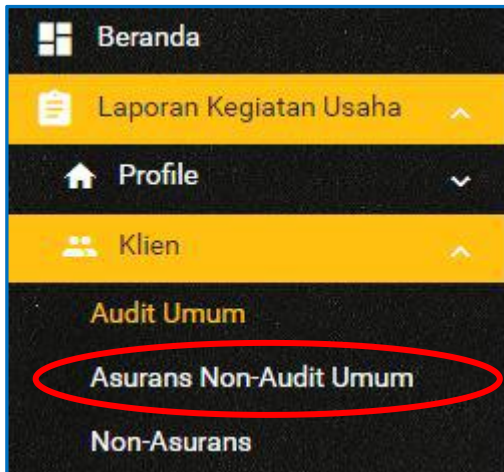 Beranda
Laporan Kegiatan Usaha
Profile
Klien
Audit Umum
Asurans Non-Audit Umum
Non-Asurans